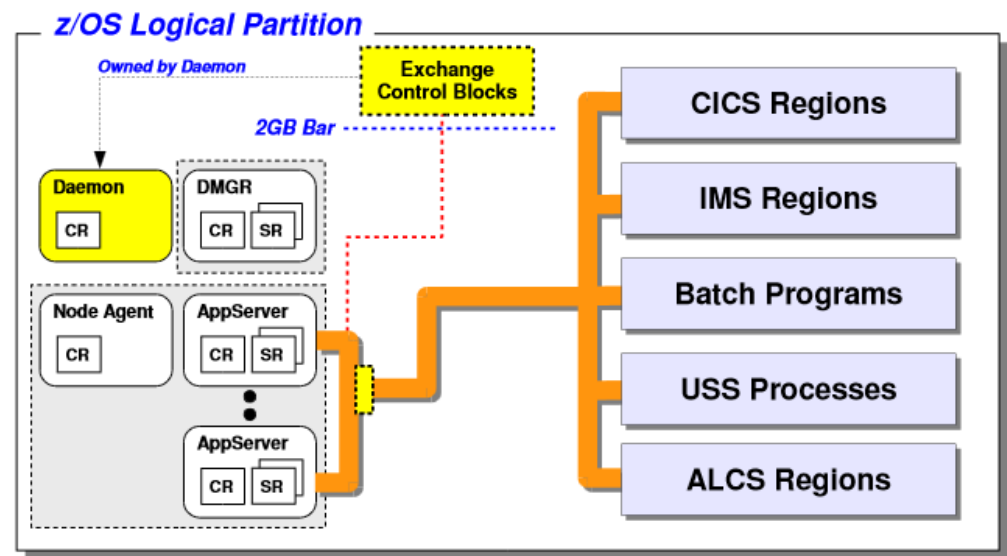 z/OS Logical Partition
Owned by Daemon
Exchange
Control Blocks
2GB Bar
Daemon
CR
DMGR
CR
SR
Node Agent
CR
AppServer
CR
SR
AppServer
CR
SR
CICS Regions
IMS Regions
Batch Programs
USS Processes
ALCS Regions